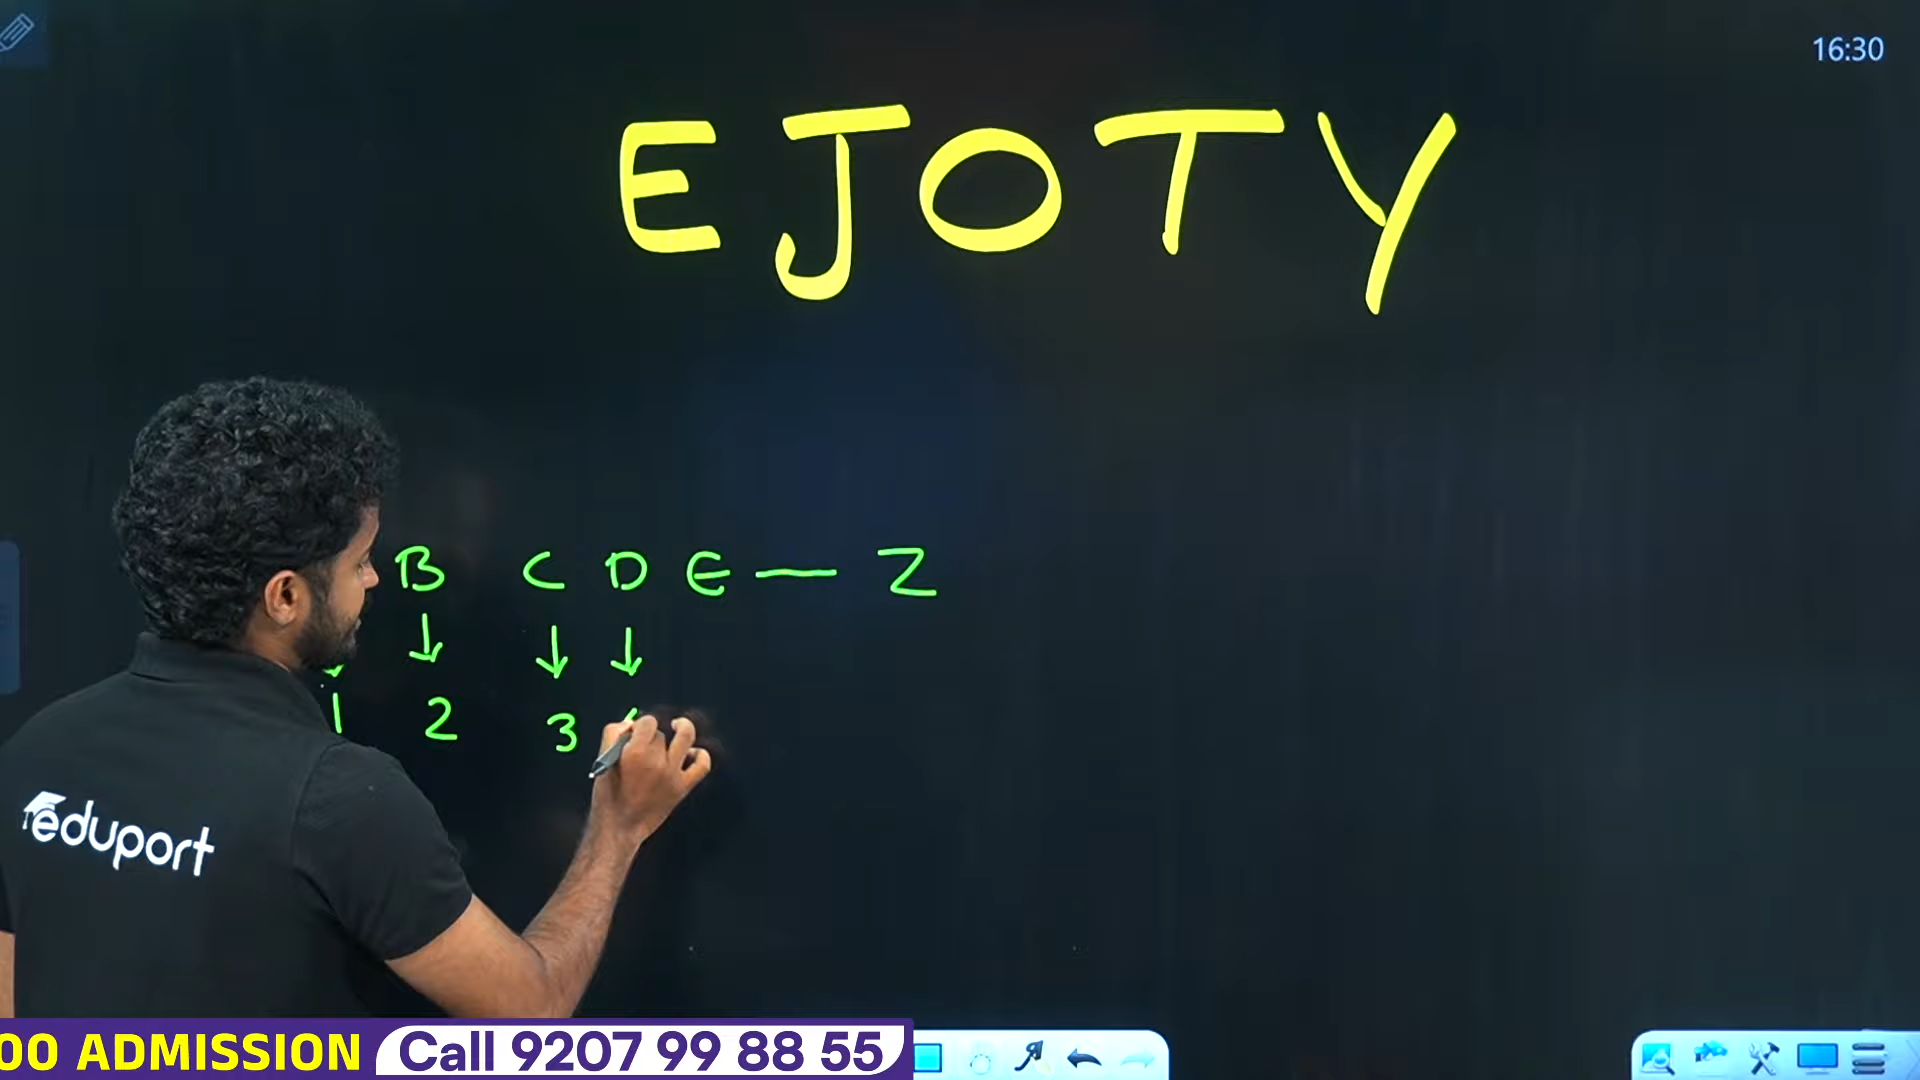 16:30
EJOTY
B C D E — Z
↓ ↓ ↓
1 2 3
eduport
00 ADMISSION Call 9207 99 88 55